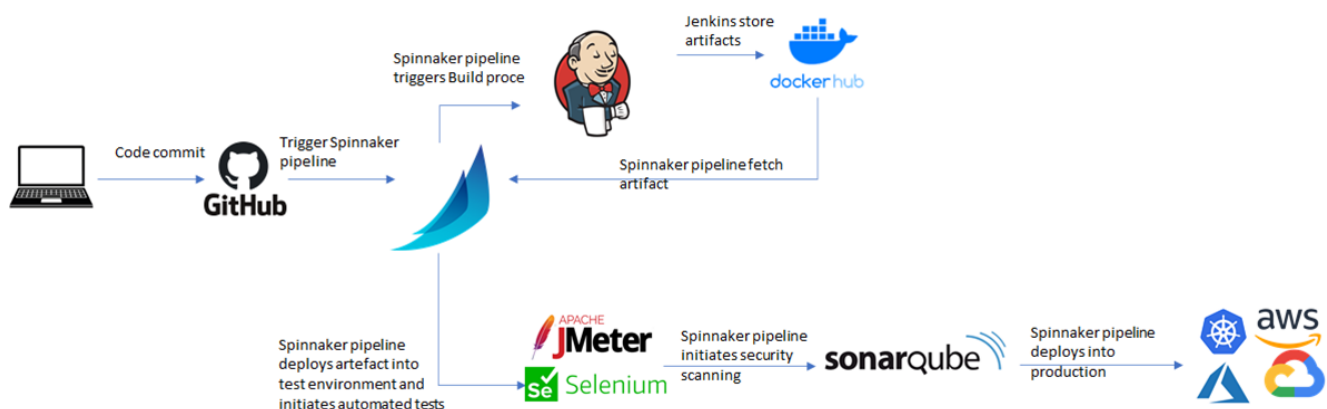 Jenkins store
artifacts
Spinnaker pipeline
triggers Build proce
docker hub
Code commit
Trigger Spinnaker
pipeline
GitHub
Spinnaker pipeline fetch
artifact
Spinnaker pipeline
deploys artefact into
test environment and
initiates automated tests
APACHE
JMeter
Se Selenium
Spinnaker pipeline
initiates security
scanning
sonarqube
Spinnaker pipeline
deploys into
production
aws